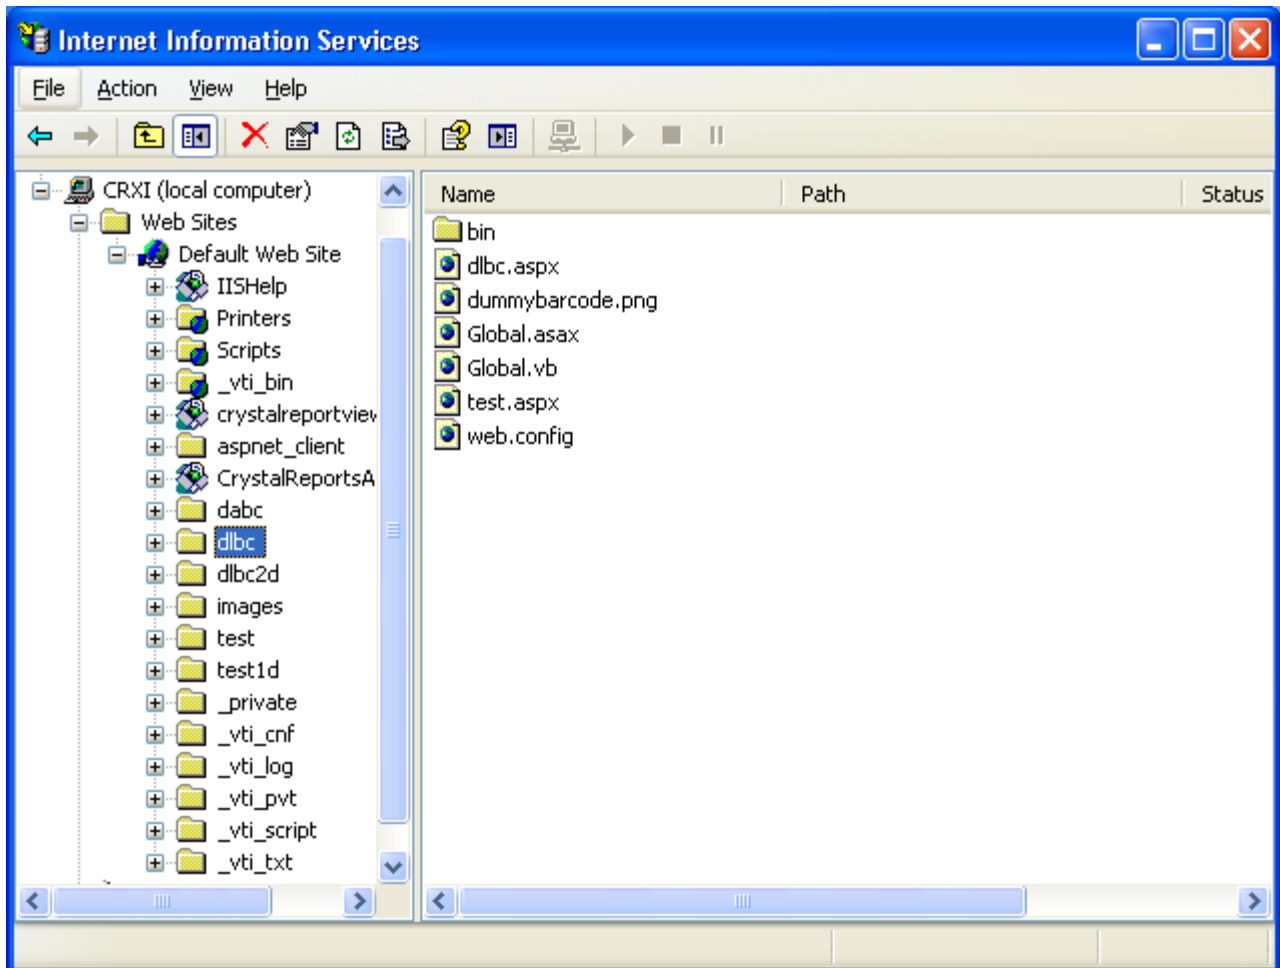 Internet Information Services
File Action View Help
CRXI (local computer)
Web Sites
Default Web Site
IISHelp
Printers
Scripts
_vti_bin
crystalreportview
aspnet_client
CrystalReportsA
dabc
dlbc
dlbc2d
images
test
test1d
_private
_vti_cnf
_vti_log
_vti_pvt
_vti_script
_vti_txt
Name Path Status
bin
dlbc.aspx
dummybarcode.png
Global.asax
Global.vb
test.aspx
web.config